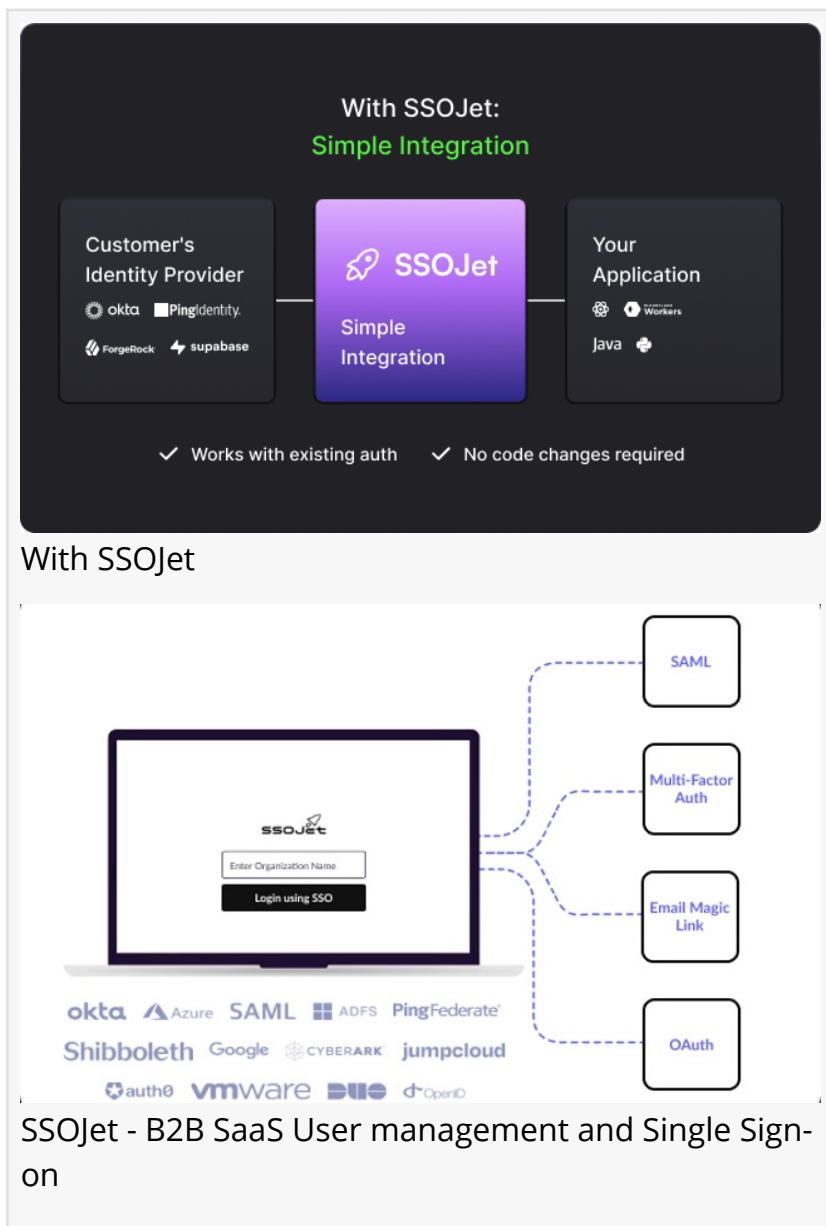 With SSOJet:
Simple Integration
Customer's
Identity Provider
okta PingIdentity.
ForgeRock supabase
SSOJet
Simple
Integration
Your
Application
Workers
Java
✓ Works with existing auth ✓ No code changes required
With SSOJet
SAML
Multi-Factor
Auth
SSOJet
Enter Organization Name
Login using SSO
Email Magic
Link
okta Azure SAML ADFS PingFederate
Shibboleth Google CYBERARK jumpcloud
auth0 vmware DUO OpenID
OAuth
SSOJet - B2B SaaS User management and Single Sign-
on